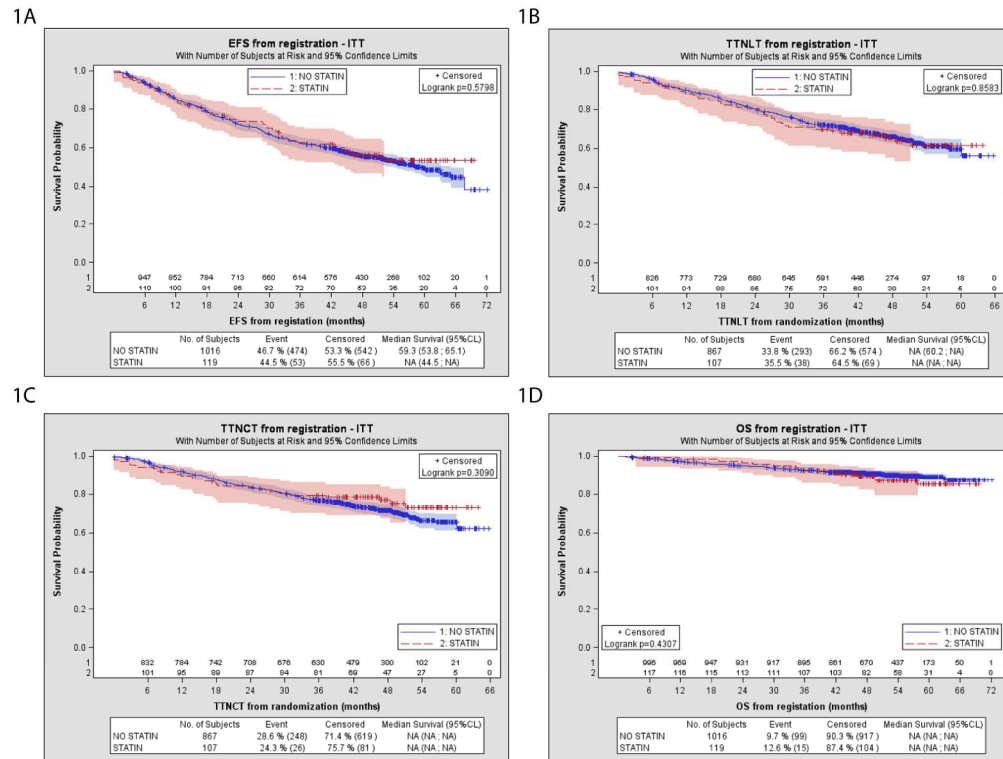 1A
EFS from registration - ITT
With Number of Subjects at Risk and 95% Confidence Limits
1: NO STATIN
2: STATIN
+ Censored
Logrank p=0.5798
Survival Probability
1.0
0.8
0.6
0.4
0.2
0.0
1 947 852 784 713 660 614 576 430 268 102 20 1
2 110 100 91 96 92 72 70 53 36 20 4 0
6 12 18 24 30 36 42 48 54 60 66 72
EFS from registation (months)
No. of Subjects Event Censored Median Survival (95%CL)
NO STATIN 1016 46.7 % (474) 53.3 % (542) 59.3 (53.8 ; 65.1)
STATIN 119 44.5 % (53) 55.5 % (66) NA (44.5 ; NA)
1B
TTNLT from registration - ITT
With Number of Subjects at Risk and 95% Confidence Limits
1: NO STATIN
2: STATIN
+ Censored
Logrank p=0.8583
Survival Probability
1.0
0.8
0.6
0.4
0.2
0.0
1 826 773 729 680 645 591 446 274 97 18 0
2 101 88 85 75 72 60 30 21 0
6 12 18 24 30 36 42 48 54 60 66
TTNLT from randomization (months)
No. of Subjects Event Censored Median Survival (95%CL)
NO STATIN 867 33.8 % (293) 66.2 % (574) NA (60.2 ; NA)
STATIN 107 35.5 % (38) 64.5 % (69) NA (NA ; NA)
1C
TTNCT from registration - ITT
With Number of Subjects at Risk and 95% Confidence Limits
+ Censored
Logrank p=0.3090
Survival Probability
1.0
0.8
0.6
0.4
0.2
0.0
1: NO STATIN
2: STATIN
1 832 784 742 708 676 630 479 300 102 21 0
2 101 95 89 87 84 81 69 47 27 5 0
6 12 18 24 30 36 42 48 54 60 66
TTNCT from randomization (months)
No. of Subjects Event Censored Median Survival (95%CL)
NO STATIN 867 28.6 % (248) 71.4 % (619) NA (NA ; NA)
STATIN 107 24.3 % (26) 75.7 % (81) NA (NA ; NA)
1D
OS from registration - ITT
With Number of Subjects at Risk and 95% Confidence Limits
Survival Probability
1.0
0.8
0.6
0.4
0.2
0.0
+ Censored
Logrank p=0.4307
1: NO STATIN
2: STATIN
1 996 969 947 931 917 895 861 670 437 173 50 1
2 117 116 115 113 111 107 103 82 58 31 4 0
6 12 18 24 30 36 42 48 54 60 66 72
OS from registation (months)
No. of Subjects Event Censored Median Survival (95%CL)
NO STATIN 1016 9.7 % (99) 90.3 % (917) NA (NA ; NA)
STATIN 119 12.6 % (15) 87.4 % (104) NA (NA ; NA)